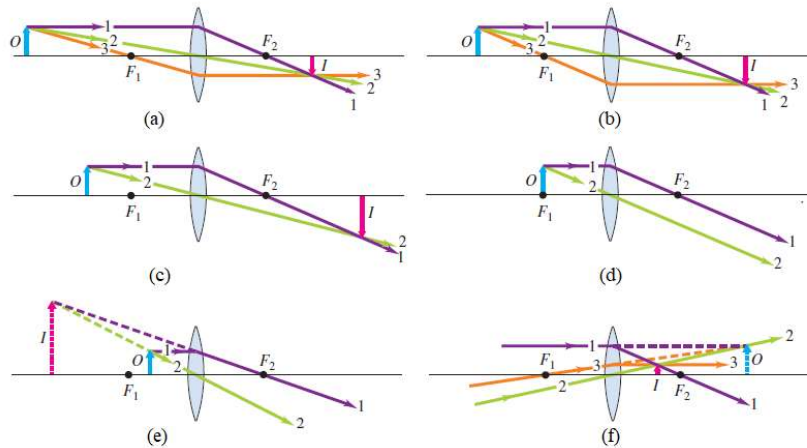 O 1 2 3 F1 F2 I 3 2 1
(a)
O 1 2 3 F1 F2 I 3 2 1
(b)
O 1 2 F1 F2 I 2 1
(c)
O 1 2 F1 F2 1 2
(d)
I O 1 2 F1 F2 1 2
(e)
1 F1 3 2 I F2 3 O 2 1
(f)